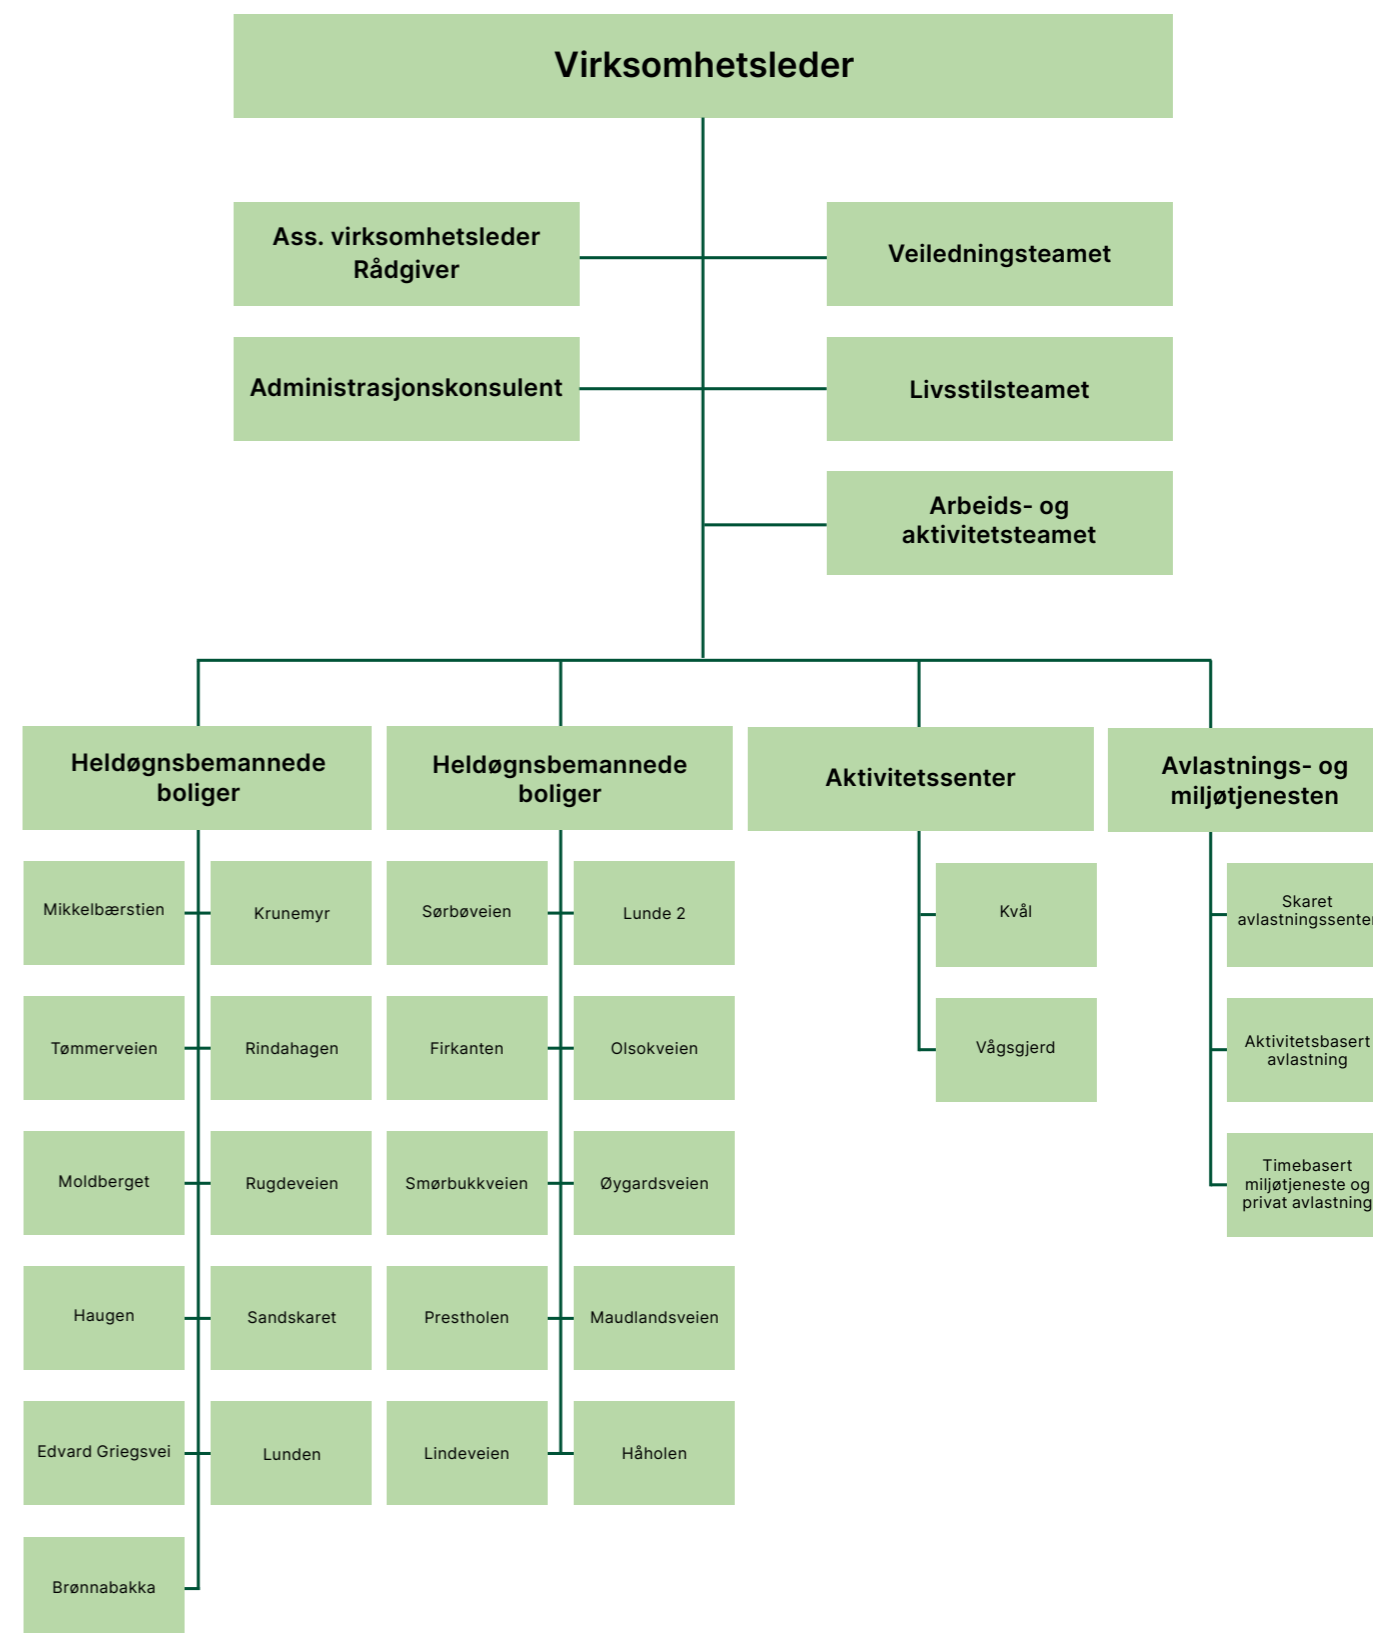 Virksomhetsleder
Ass. virksomhetsleder
Rådgiver
Veiledningsteamet
Administrasjonskonsulent
Livsstilsteamet
Arbeids- og
aktivitetsteamet
Heldøgnsbemannede
boliger
Heldøgnsbemannede
boliger
Aktivitetssenter
Avlastnings- og
miljøtjenesten
Mikkelbærstien
Krunemyr
Sørbøveien
Lunde 2
Kvål
Skaret
avlastningssenter
Tømmerveien
Rindahagen
Firkanten
Olsokveien
Vågsgjerd
Aktivitetsbasert
avlastning
Moldberget
Rugdeveien
Smørbukkveien
Øygardsveien
Timebasert
miljøtjeneste og
privat avlastning
Haugen
Sandskaret
Prestholen
Maudlandsveien
Edvard Griegsvei
Lunden
Lindeveien
Håholen
Brønnabakka